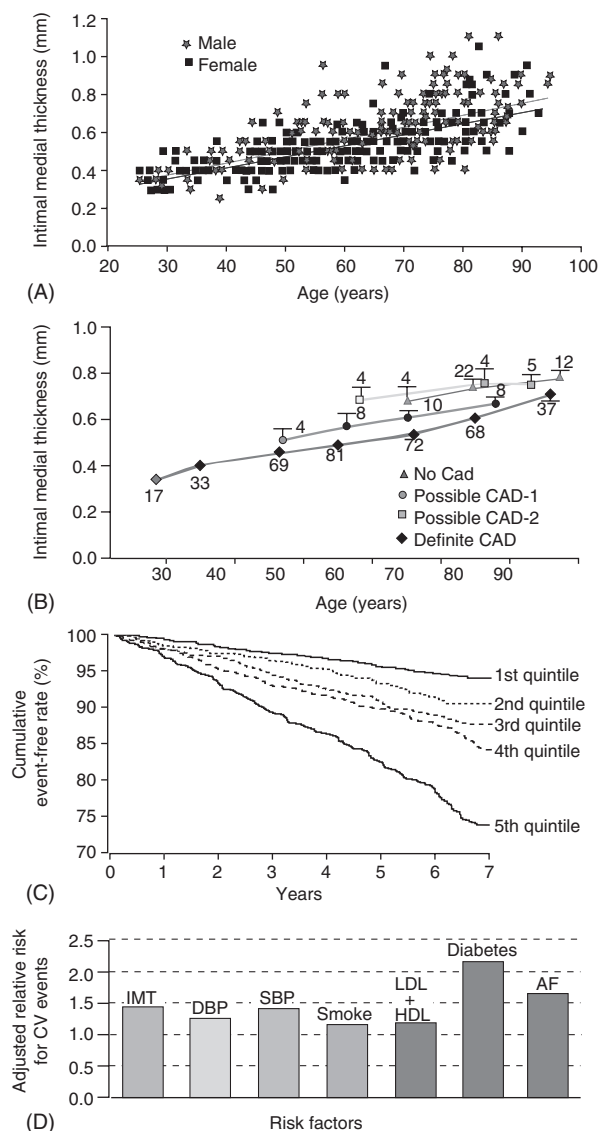 1.2
1.0
0.8
0.6
0.4
0.2
0.0
Intimal medial thickness (mm)
Male
Female
20 30 40 50 60 70 80 90 100
Age (years)
(A)
1.0
0.8
0.6
0.4
0.2
0.0
Intimal medial thickness (mm)
4 4 22 4 5 12
4 8 10 8
17 33 69 81 72 68 37
No Cad
Possible CAD-1
Possible CAD-2
Definite CAD
30 40 50 60 70 80 90
Age (years)
(B)
100
95
90
85
80
75
70
Cumulative
event-free rate (%)
1st quintile
2nd quintile
3rd quintile
4th quintile
5th quintile
0 1 2 3 4 5 6 7
Years
(C)
2.5
2.0
1.5
1.0
0.5
0.0
Adjusted relative risk
for CV events
IMT
DBP
SBP
Smoke
LDL
+
HDL
Diabetes
AF
Risk factors
(D)